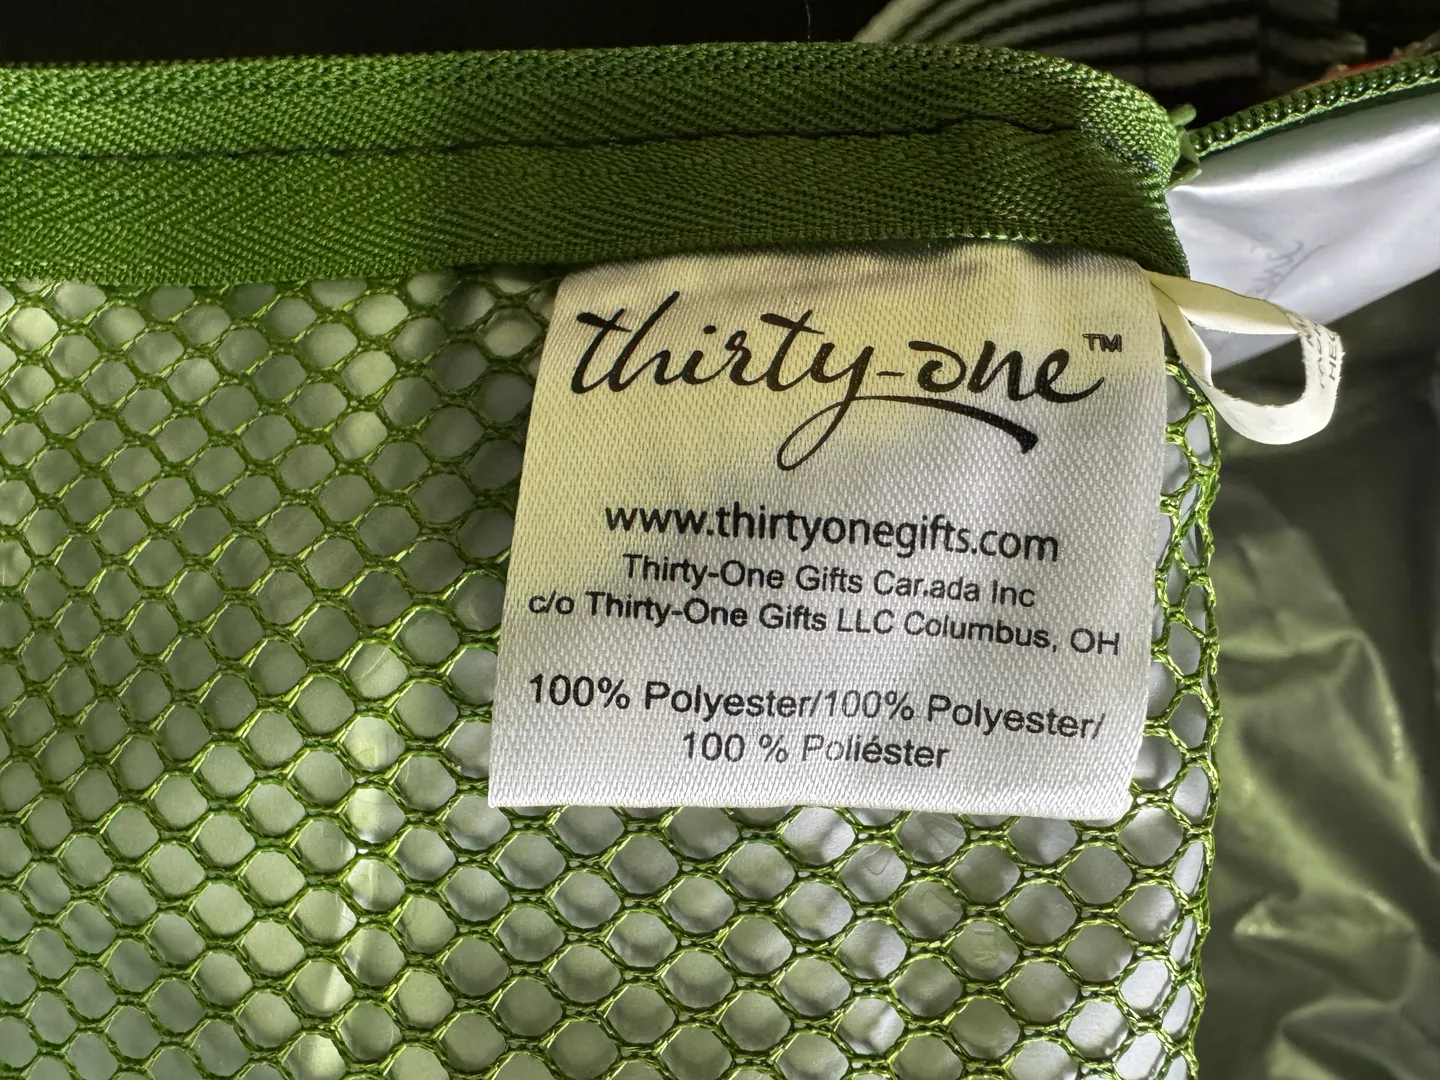 thirty-one™
www.thirtyonegifts.com
Thirty-One Gifts Canada Inc
c/o Thirty-One Gifts LLC Columbus, OH
100% Polyester/100% Polyester/
100 % Poliéster